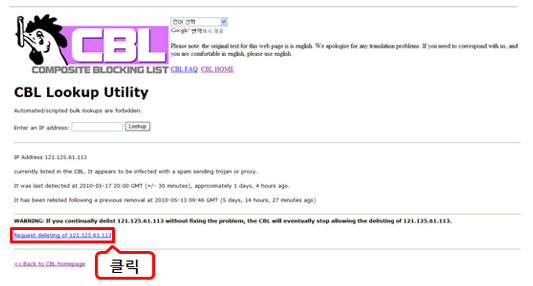 언어 선택
Google™ 번역에서 제공
CBL
COMPOSITE BLOCKING LIST
Please note: the original text for this web page is in english. We apologize for any translation problems. If you need to correspond with us, and
you are comfortable in english, please use english.
CBL FAQ CBL HOME
CBL Lookup Utility
Automated/scripted bulk lookups are forbidden.
Enter an IP address: Lookup
IP Address 121.125.61.113
currently listed in the CBL. It appears to be infected with a spam sending trojan or proxy.
It was last detected at 2010-05-17 20:00 GMT (+/- 30 minutes), approximately 1 days, 4 hours ago.
It has been relisted following a previous removal at 2010-05-13 09:46 GMT (5 days, 14 hours, 27 minutes ago)
WARNING: If you continually delist 121.125.61.113 without fixing the problem, the CBL will eventually stop allowing the delisting of 121.125.61.113.
Request delisting of 121.125.61.113
클릭
<< Back to CBL homepage